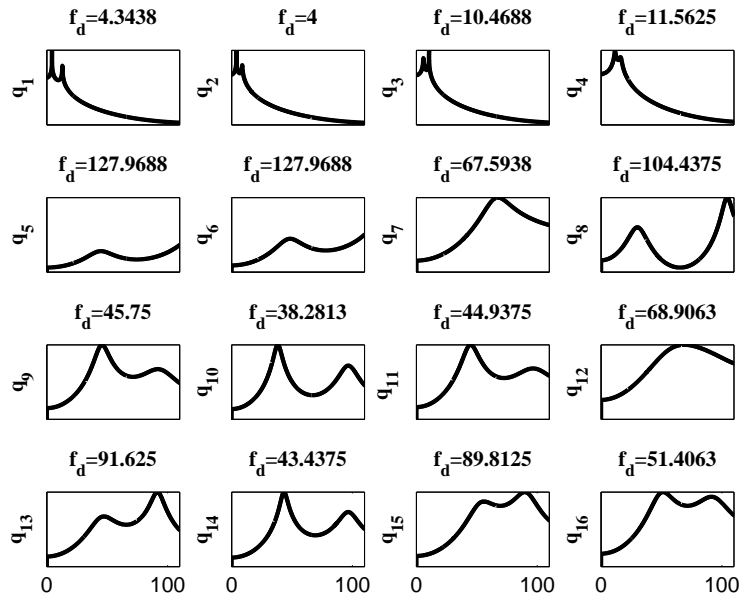 f_d=4.3438 f_d=4 f_d=10.4688 f_d=11.5625
q_1 q_2 q_3 q_4
f_d=127.9688 f_d=127.9688 f_d=67.5938 f_d=104.4375
q_5 q_6 q_7 q_8
f_d=45.75 f_d=38.2813 f_d=44.9375 f_d=68.9063
q_9 q_10 q_11 q_12
f_d=91.625 f_d=43.4375 f_d=89.8125 f_d=51.4063
q_13 q_14 q_15 q_16
0 100 0 100 0 100 0 100